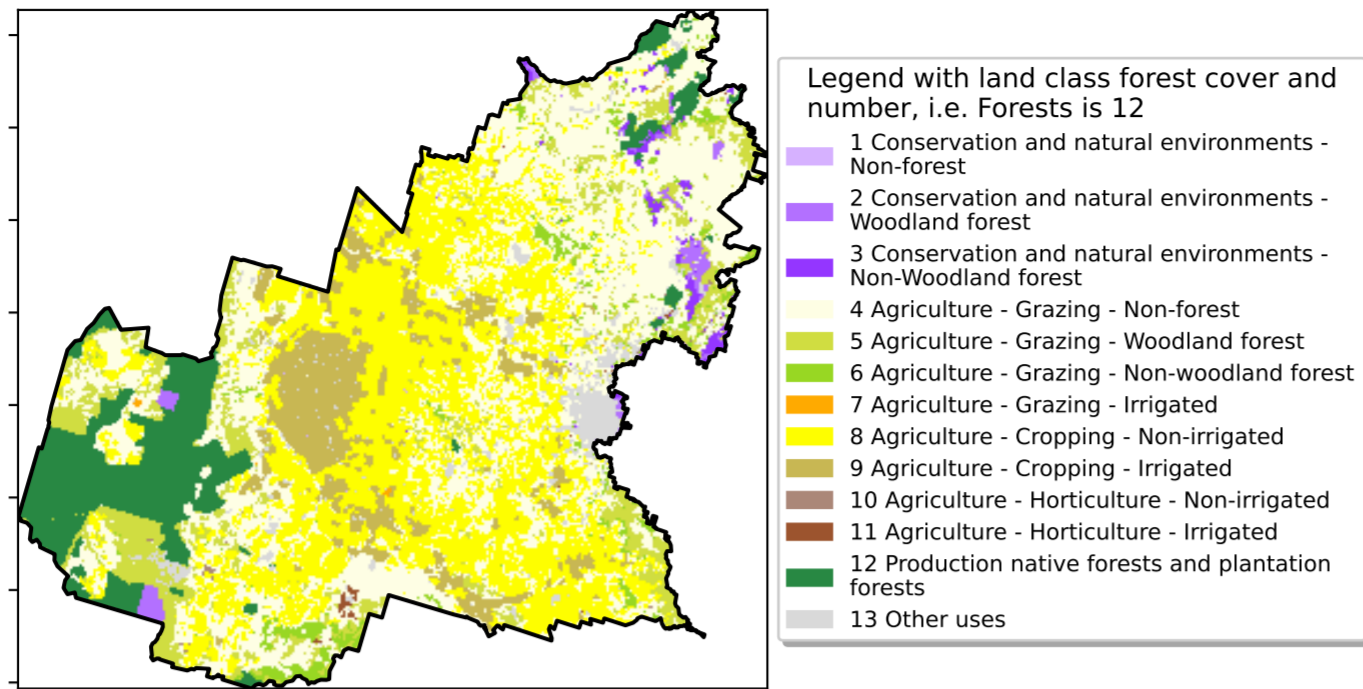 Legend with land class forest cover and
number, i.e. Forests is 12
1 Conservation and natural environments -
Non-forest
2 Conservation and natural environments -
Woodland forest
3 Conservation and natural environments -
Non-Woodland forest
4 Agriculture - Grazing - Non-forest
5 Agriculture - Grazing - Woodland forest
6 Agriculture - Grazing - Non-woodland forest
7 Agriculture - Grazing - Irrigated
8 Agriculture - Cropping - Non-irrigated
9 Agriculture - Cropping - Irrigated
10 Agriculture - Horticulture - Non-irrigated
11 Agriculture - Horticulture - Irrigated
12 Production native forests and plantation
forests
13 Other uses